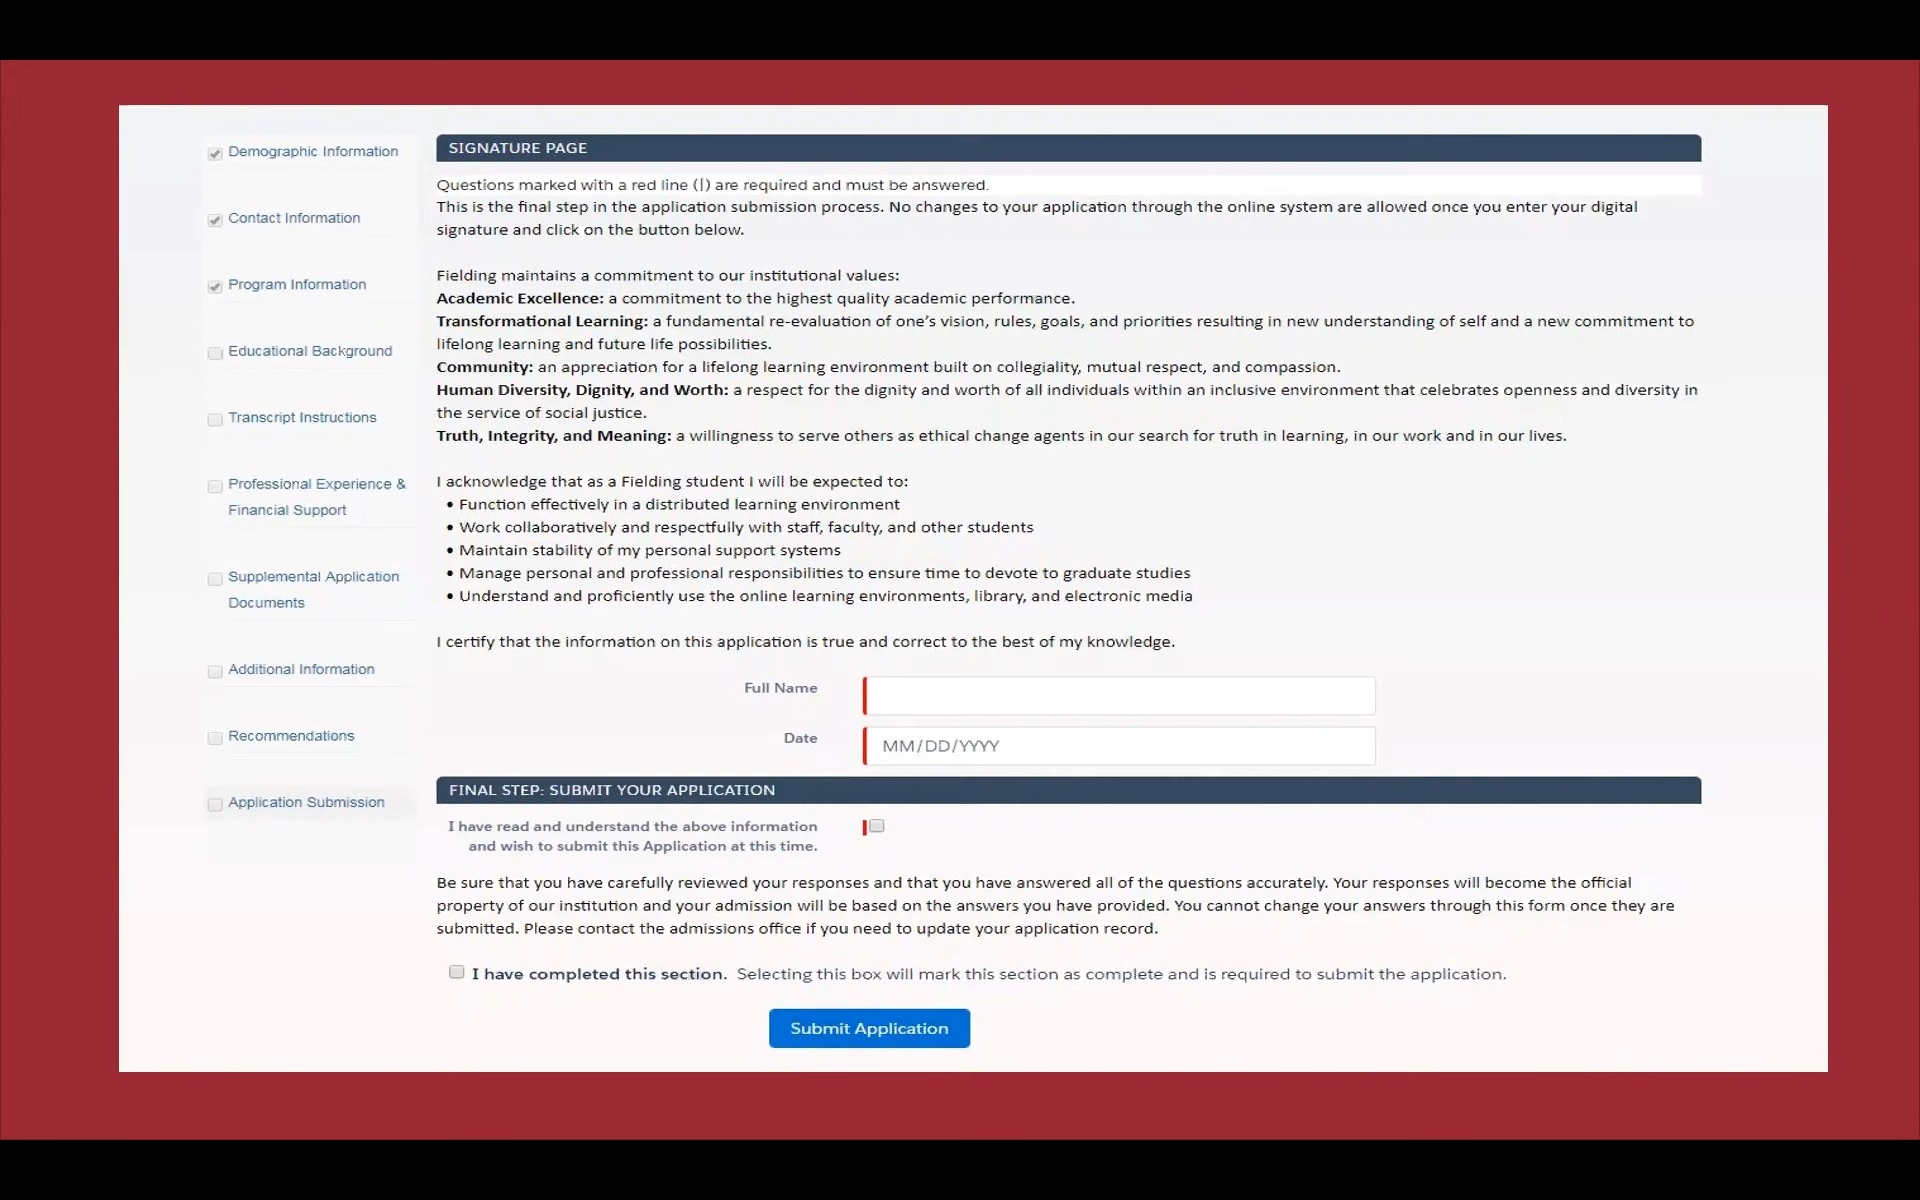 Demographic Information
Contact Information
Program Information
Educational Background
Transcript Instructions
Professional Experience &
Financial Support
Supplemental Application
Documents
Additional Information
Recommendations
Application Submission
SIGNATURE PAGE
Questions marked with a red line (|) are required and must be answered.
This is the final step in the application submission process. No changes to your application through the online system are allowed once you enter your digital
signature and click on the button below.
Fielding maintains a commitment to our institutional values:
Academic Excellence: a commitment to the highest quality academic performance.
Transformational Learning: a fundamental re-evaluation of one’s vision, rules, goals, and priorities resulting in new understanding of self and a new commitment to
lifelong learning and future life possibilities.
Community: an appreciation for a lifelong learning environment built on collegiality, mutual respect, and compassion.
Human Diversity, Dignity, and Worth: a respect for the dignity and worth of all individuals within an inclusive environment that celebrates openness and diversity in
the service of social justice.
Truth, Integrity, and Meaning: a willingness to serve others as ethical change agents in our search for truth in learning, in our work and in our lives.
I acknowledge that as a Fielding student I will be expected to:
• Function effectively in a distributed learning environment
• Work collaboratively and respectfully with staff, faculty, and other students
• Maintain stability of my personal support systems
• Manage personal and professional responsibilities to ensure time to devote to graduate studies
• Understand and proficiently use the online learning environments, library, and electronic media
I certify that the information on this application is true and correct to the best of my knowledge.
Full Name
Date MM/DD/YYYY
FINAL STEP: SUBMIT YOUR APPLICATION
I have read and understand the above information
and wish to submit this Application at this time.
Be sure that you have carefully reviewed your responses and that you have answered all of the questions accurately. Your responses will become the official
property of our institution and your admission will be based on the answers you have provided. You cannot change your answers through this form once they are
submitted. Please contact the admissions office if you need to update your application record.
I have completed this section. Selecting this box will mark this section as complete and is required to submit the application.
Submit Application